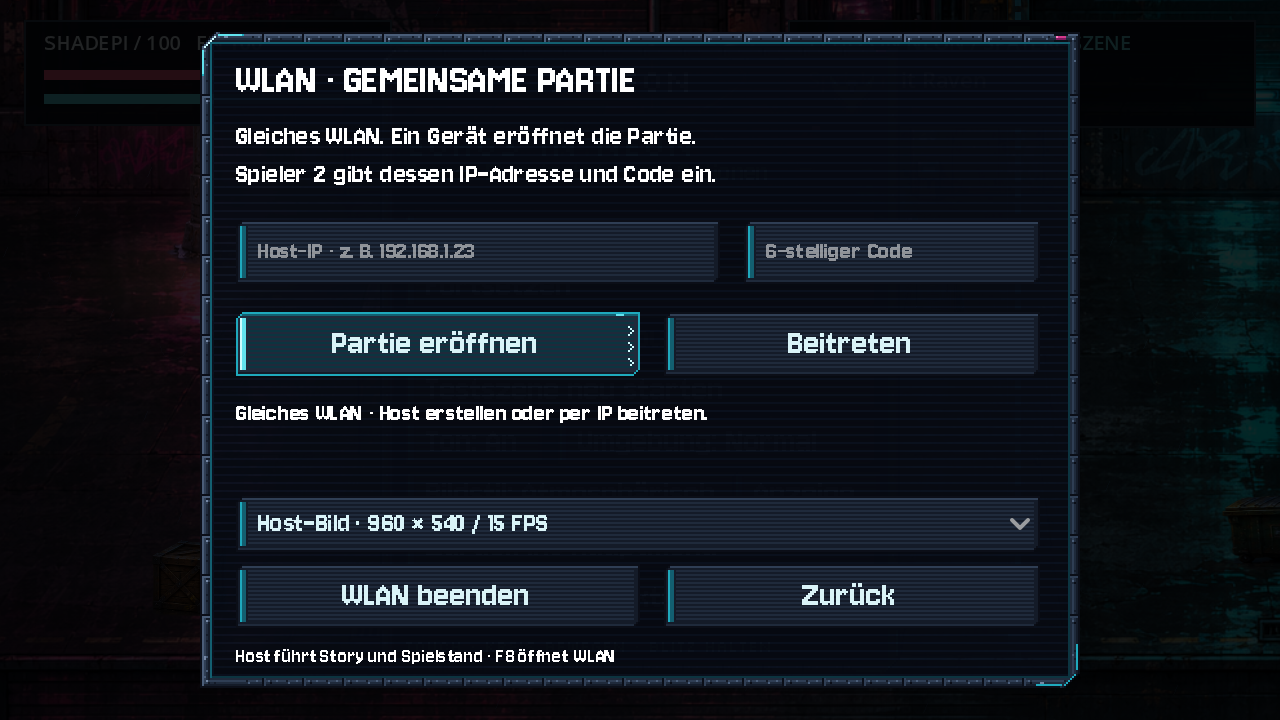 SHADEPI / 100
ZENE
WLAN · GEMEINSAME PARTIE
Gleiches WLAN. Ein Gerät eröffnet die Partie.
Spieler 2 gibt dessen IP-Adresse und Code ein.
Host-IP · z. B. 192.168.1.23
6-stelliger Code
Partie eröffnen
Beitreten
Gleiches WLAN · Host erstellen oder per IP beitreten.
Host-Bild · 960 × 540 / 15 FPS
WLAN beenden
Zurück
Host führt Story und Spielstand · F8 öffnet WLAN